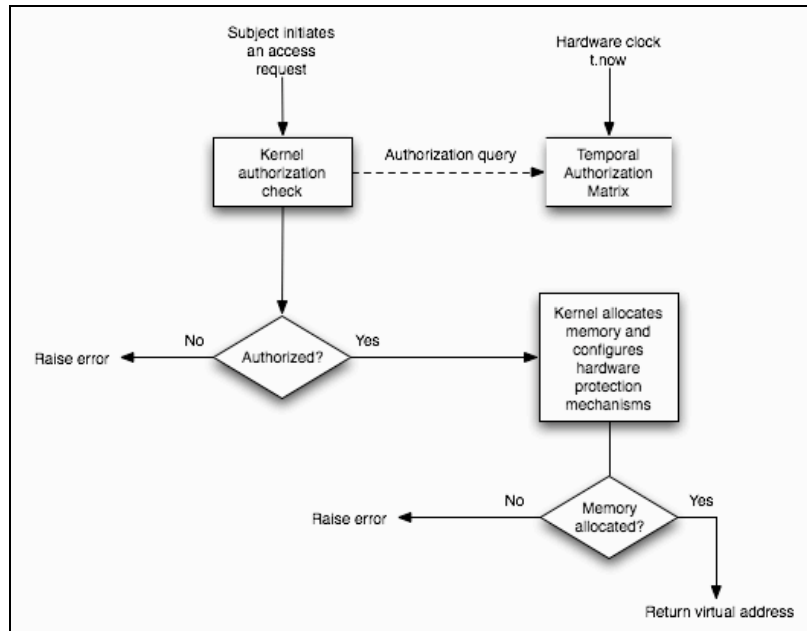 Subject initiates
an access
request
Hardware clock
t.now
Kernel
authorization
check
Authorization query
Temporal
Authorization
Matrix
No
Authorized?
Yes
Raise error
Kernel allocates
memory and
configures
hardware
protection
mechanisms
No
Memory
allocated?
Yes
Raise error
Return virtual address